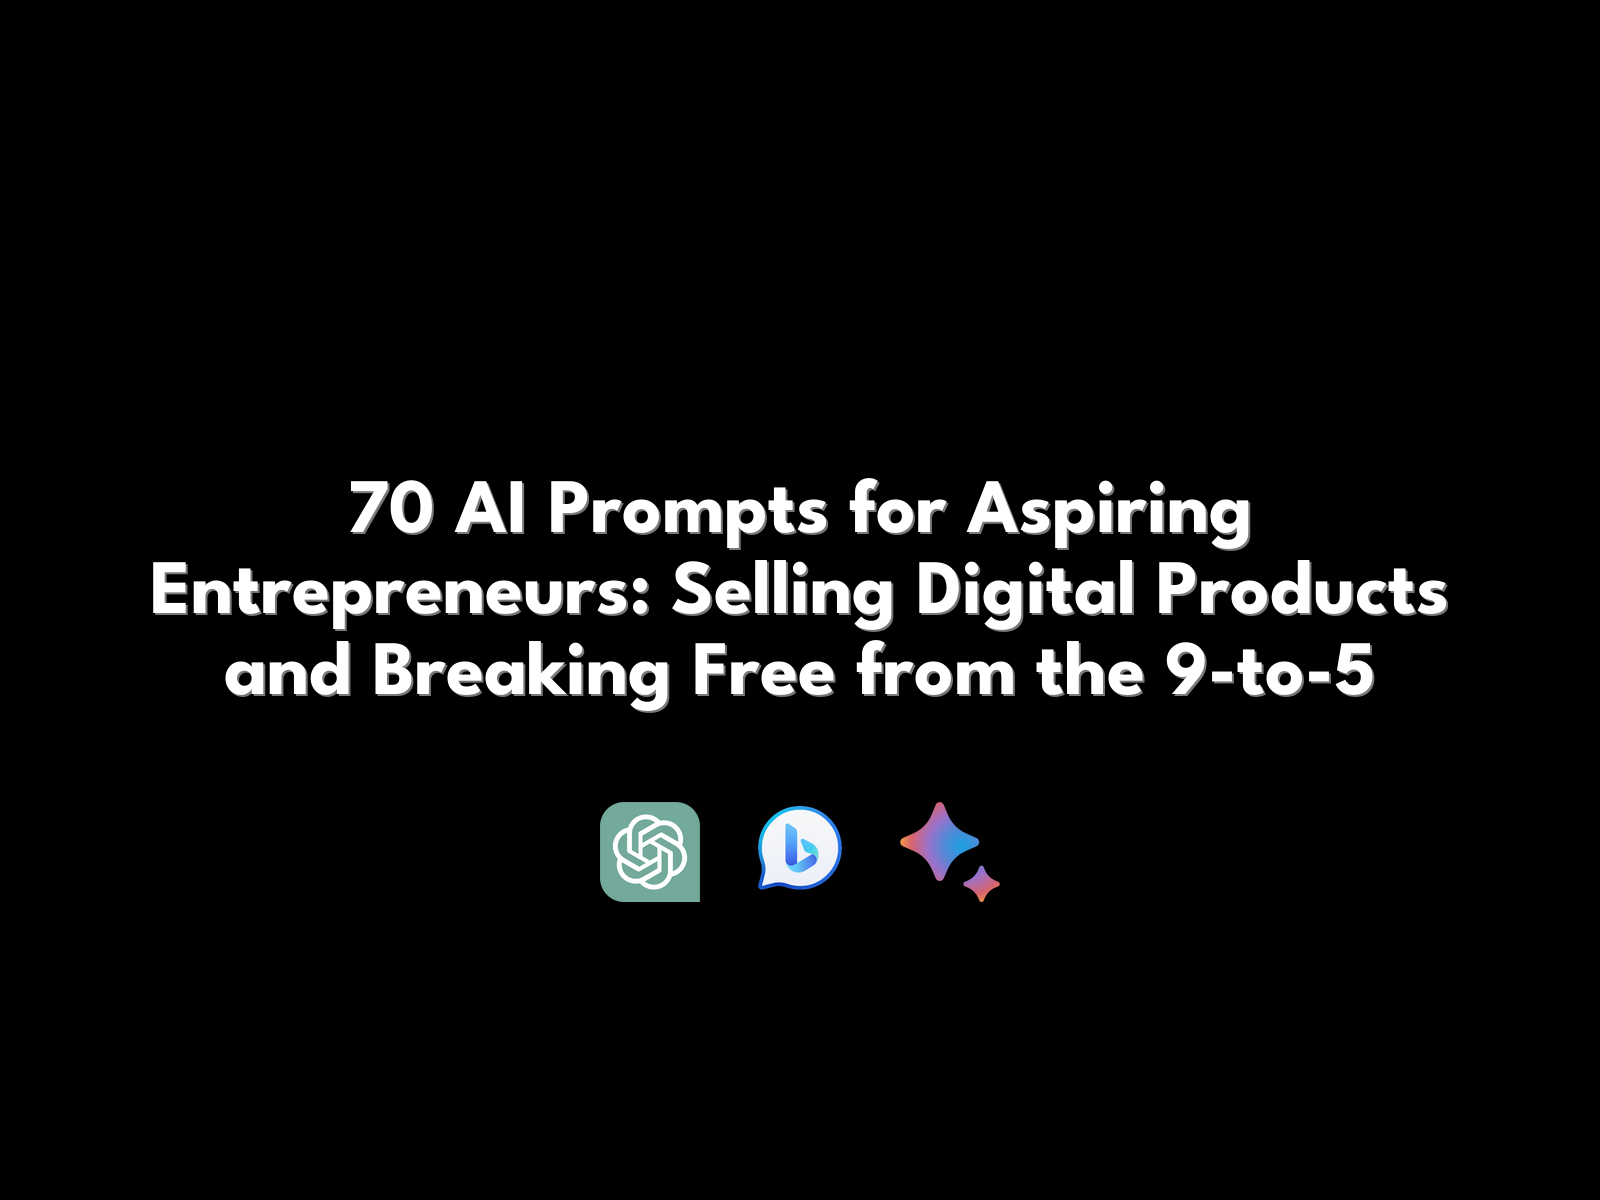 70 AI Prompts for Aspiring
Entrepreneurs: Selling Digital Products
and Breaking Free from the 9-to-5